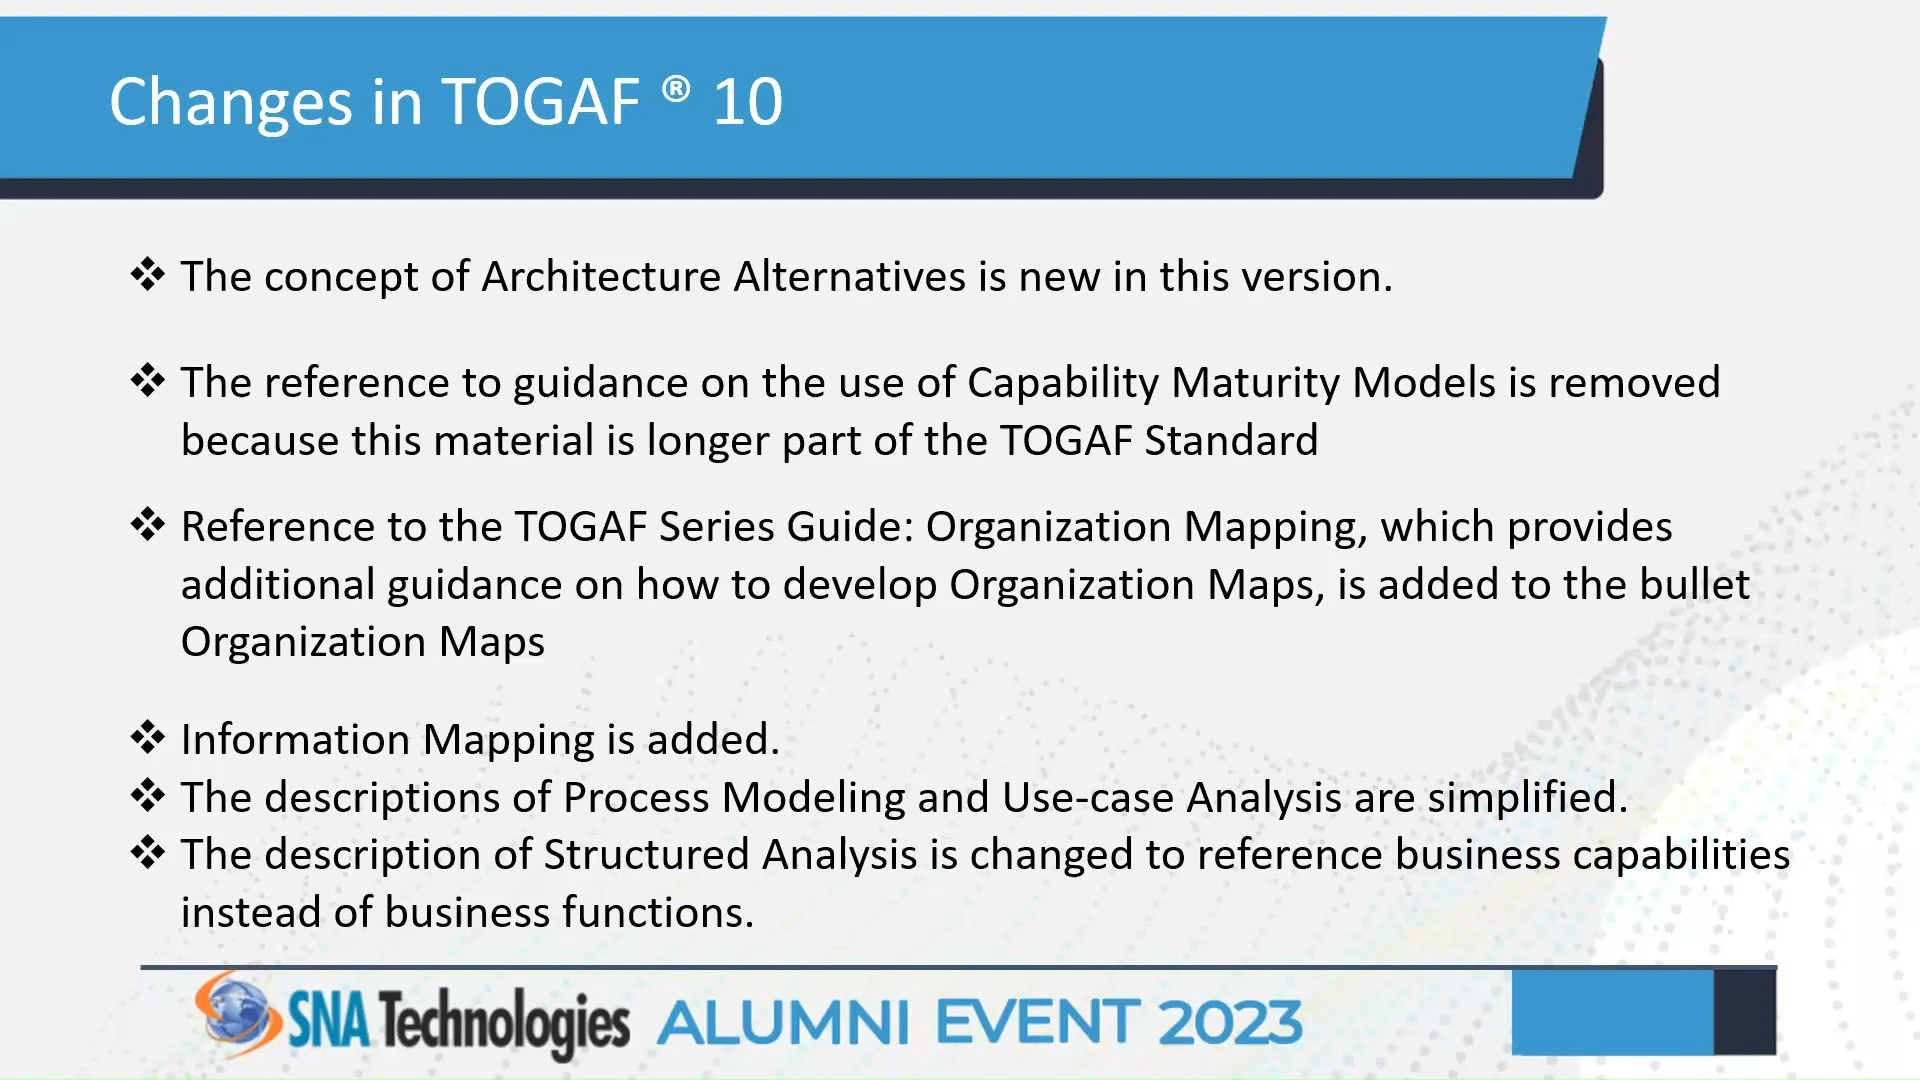 Changes in TOGAF ® 10
❖ The concept of Architecture Alternatives is new in this version.
❖ The reference to guidance on the use of Capability Maturity Models is removed
because this material is longer part of the TOGAF Standard
❖ Reference to the TOGAF Series Guide: Organization Mapping, which provides
additional guidance on how to develop Organization Maps, is added to the bullet
Organization Maps
❖ Information Mapping is added.
❖ The descriptions of Process Modeling and Use-case Analysis are simplified.
❖ The description of Structured Analysis is changed to reference business capabilities
instead of business functions.
SNA Technologies ALUMNI EVENT 2023